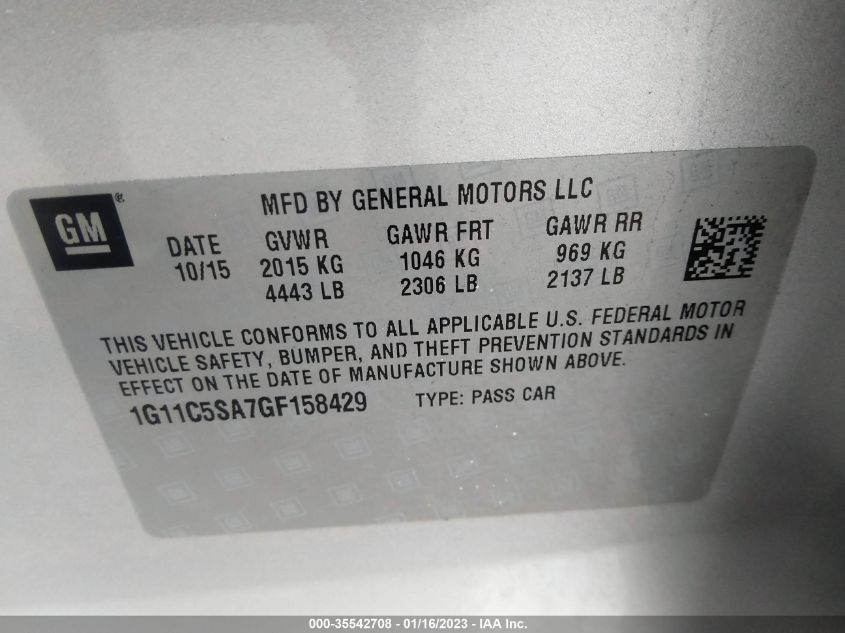 GM®
MFD BY GENERAL MOTORS LLC
DATE GVWR GAWR FRT GAWR RR
10/15 2015 KG 1046 KG 969 KG
4443 LB 2306 LB 2137 LB
THIS VEHICLE CONFORMS TO ALL APPLICABLE U.S. FEDERAL MOTOR
VEHICLE SAFETY, BUMPER, AND THEFT PREVENTION STANDARDS IN
EFFECT ON THE DATE OF MANUFACTURE SHOWN ABOVE.
1G11C5SA7GF158429 TYPE: PASS CAR
000-35542708 - 01/16/2023 - © IAA Inc.